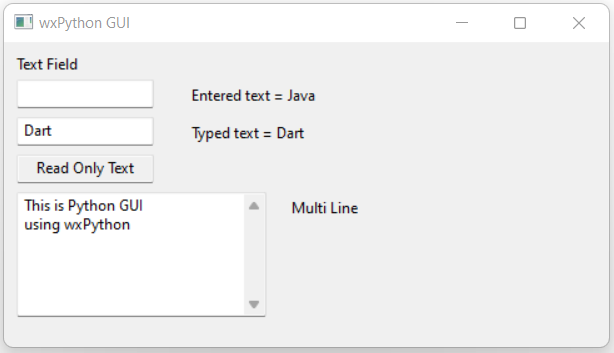 wxPython GUI
Text Field
Entered text = Java
Dart
Typed text = Dart
Read Only Text
This is Python GUI
using wxPython
Multi Line